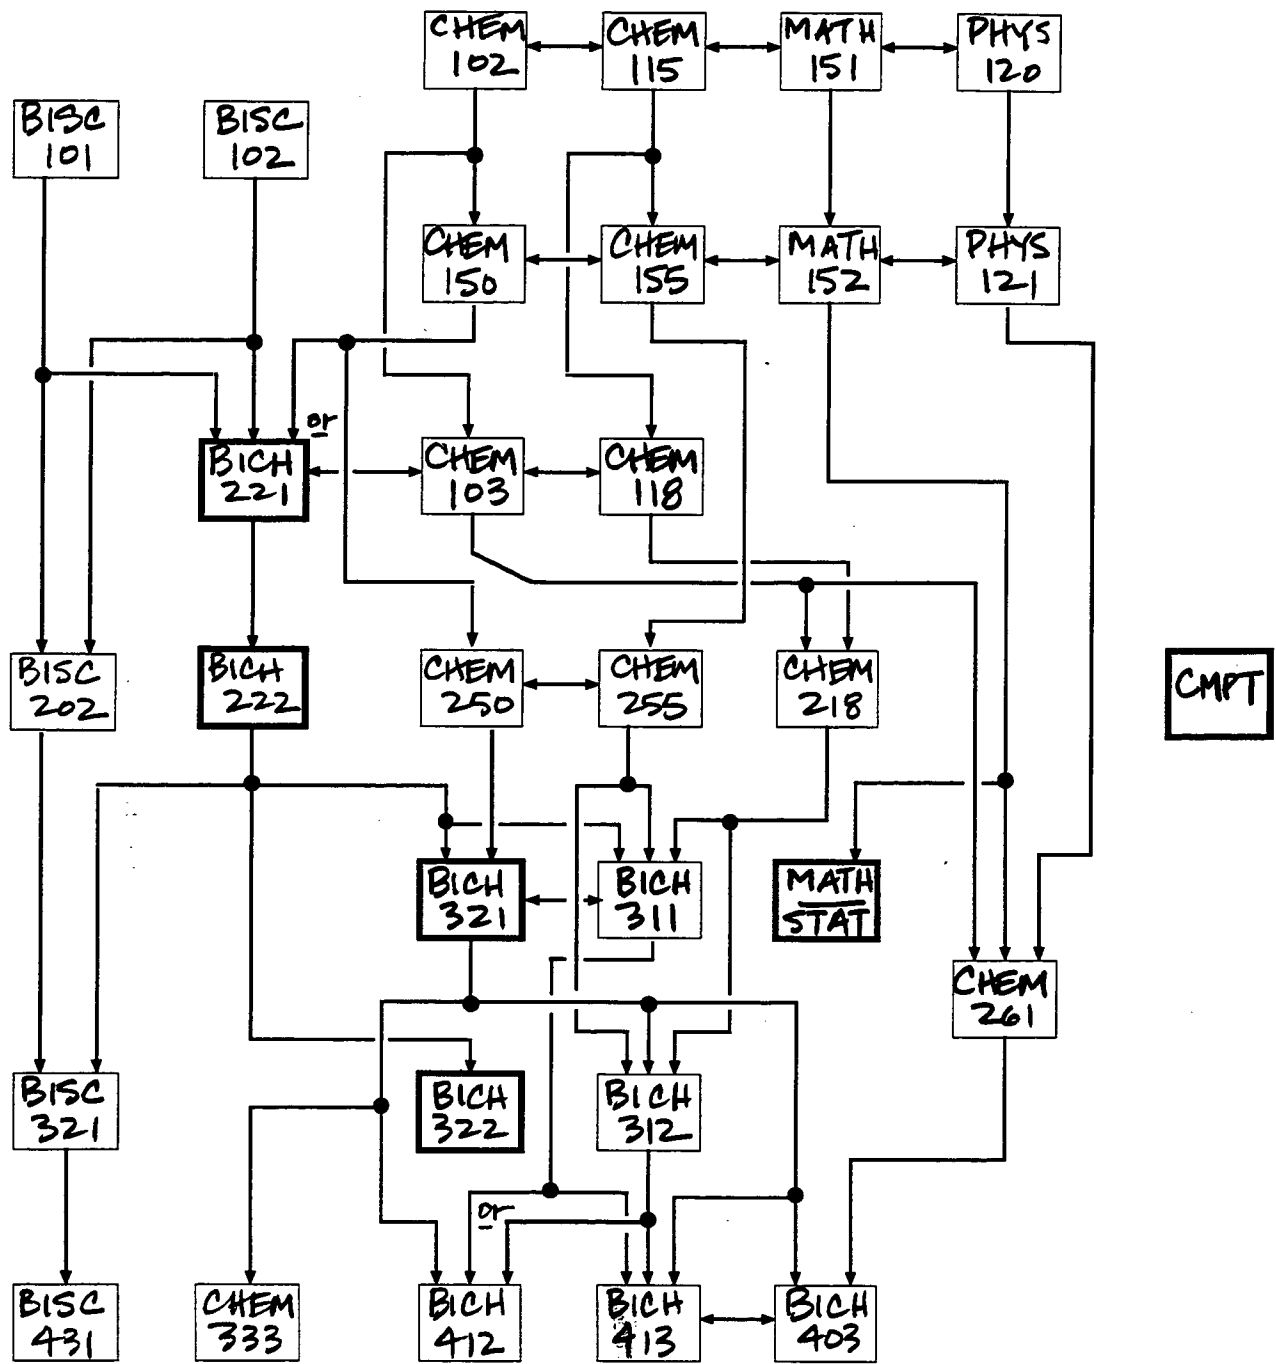 CHEM
102
CHEM
115
MATH
151
PHYS
120
BISC
101
BISC
102
CHEM
150
CHEM
155
MATH
152
PHYS
121
or
BICH
221
CHEM
103
CHEM
118
BISC
202
BICH
222
CHEM
250
CHEM
255
CHEM
218
CMPT
BICH
321
BICH
311
MATH
STAT
CHEM
261
BISC
321
BICH
322
BICH
312
or
BISC
431
CHEM
333
BICH
412
BICH
413
BICH
403